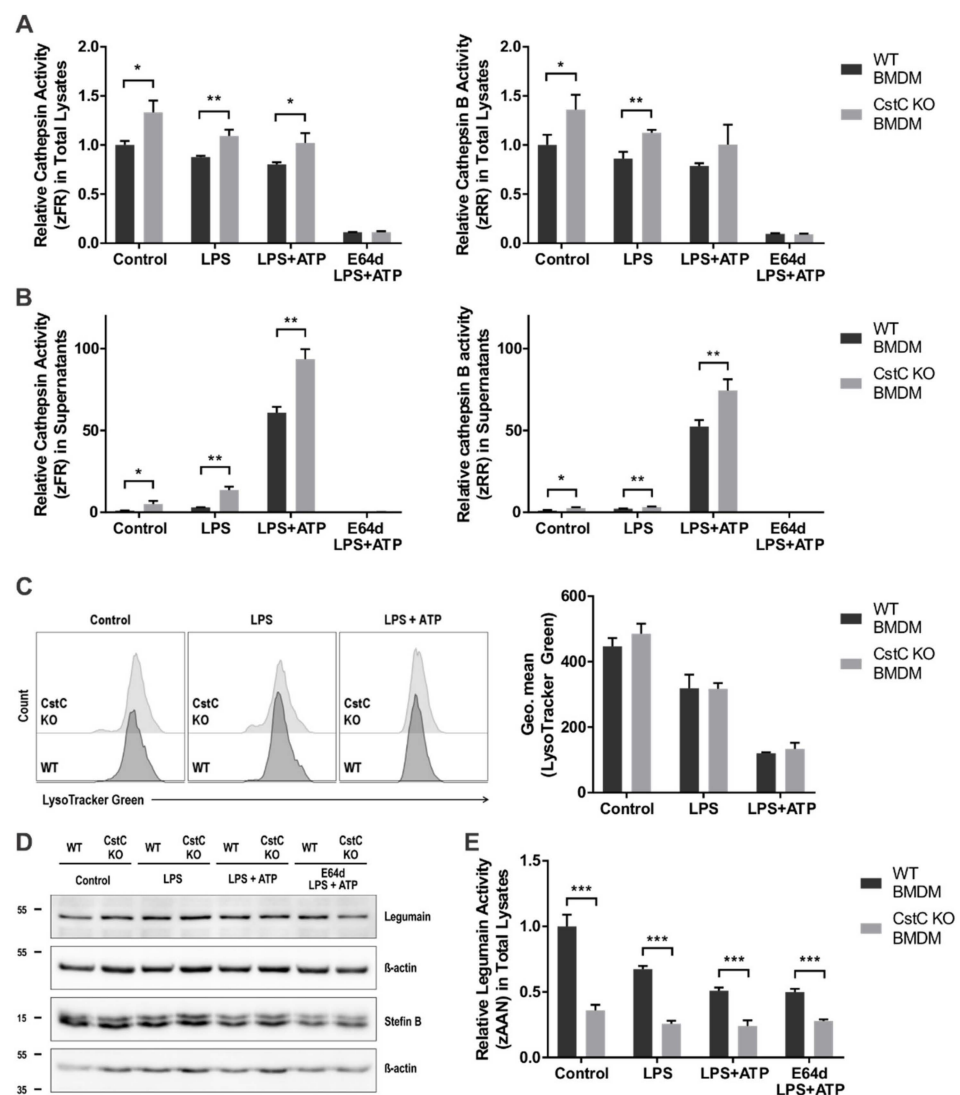 A
Relative Cathepsin Activity
(zFR) in Total Lysates
2.0
1.5
1.0
0.5
0.0
*
**
*
Control
LPS
LPS+ATP
E64d
LPS+ATP
Relative Cathepsin B Activity
(zRR) in Total Lysates
2.0
1.5
1.0
0.5
0.0
*
**
Control
LPS
LPS+ATP
E64d
LPS+ATP
WT
BMDM
CstC KO
BMDM
B
Relative Cathepsin Activity
(zFR) in Supernatants
100
50
0
*
**
**
Control
LPS
LPS+ATP
E64d
LPS+ATP
Relative cathepsin B activity
(zRR) in Supernatants
100
50
0
*
**
**
Control
LPS
LPS+ATP
E64d
LPS+ATP
WT
BMDM
CstC KO
BMDM
C
Control
LPS
LPS + ATP
Count
CstC
KO
WT
CstC
KO
WT
CstC
KO
WT
LysoTracker Green
Geo. mean
(LysoTracker Green)
600
400
200
0
Control
LPS
LPS+ATP
WT
BMDM
CstC KO
BMDM
D
WT
CstC
KO
WT
CstC
KO
WT
CstC
KO
WT
CstC
KO
Control
LPS
LPS + ATP
E64d
LPS + ATP
55
Legumain
55
ß-actin
15
Stefin B
55
ß-actin
35
E
Relative Legumain Activity
(zAAN) in Total Lysates
1.5
1.0
0.5
0.0
***
***
***
***
Control
LPS
LPS+ATP
E64d
LPS+ATP
WT
BMDM
CstC KO
BMDM